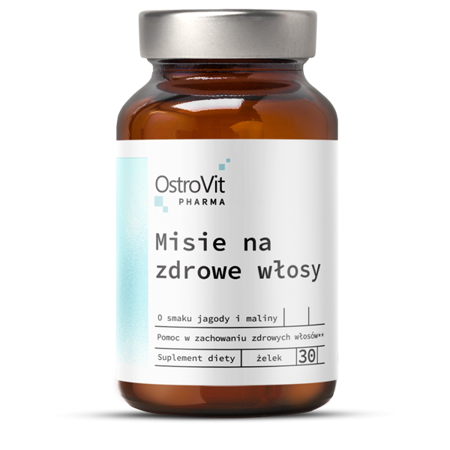 OstroVit
PHARMA
Misie na
zdrowe włosy
O smaku jagody i maliny
Pomoc w zachowaniu zdrowych włosów**
Suplement diety żelek 30